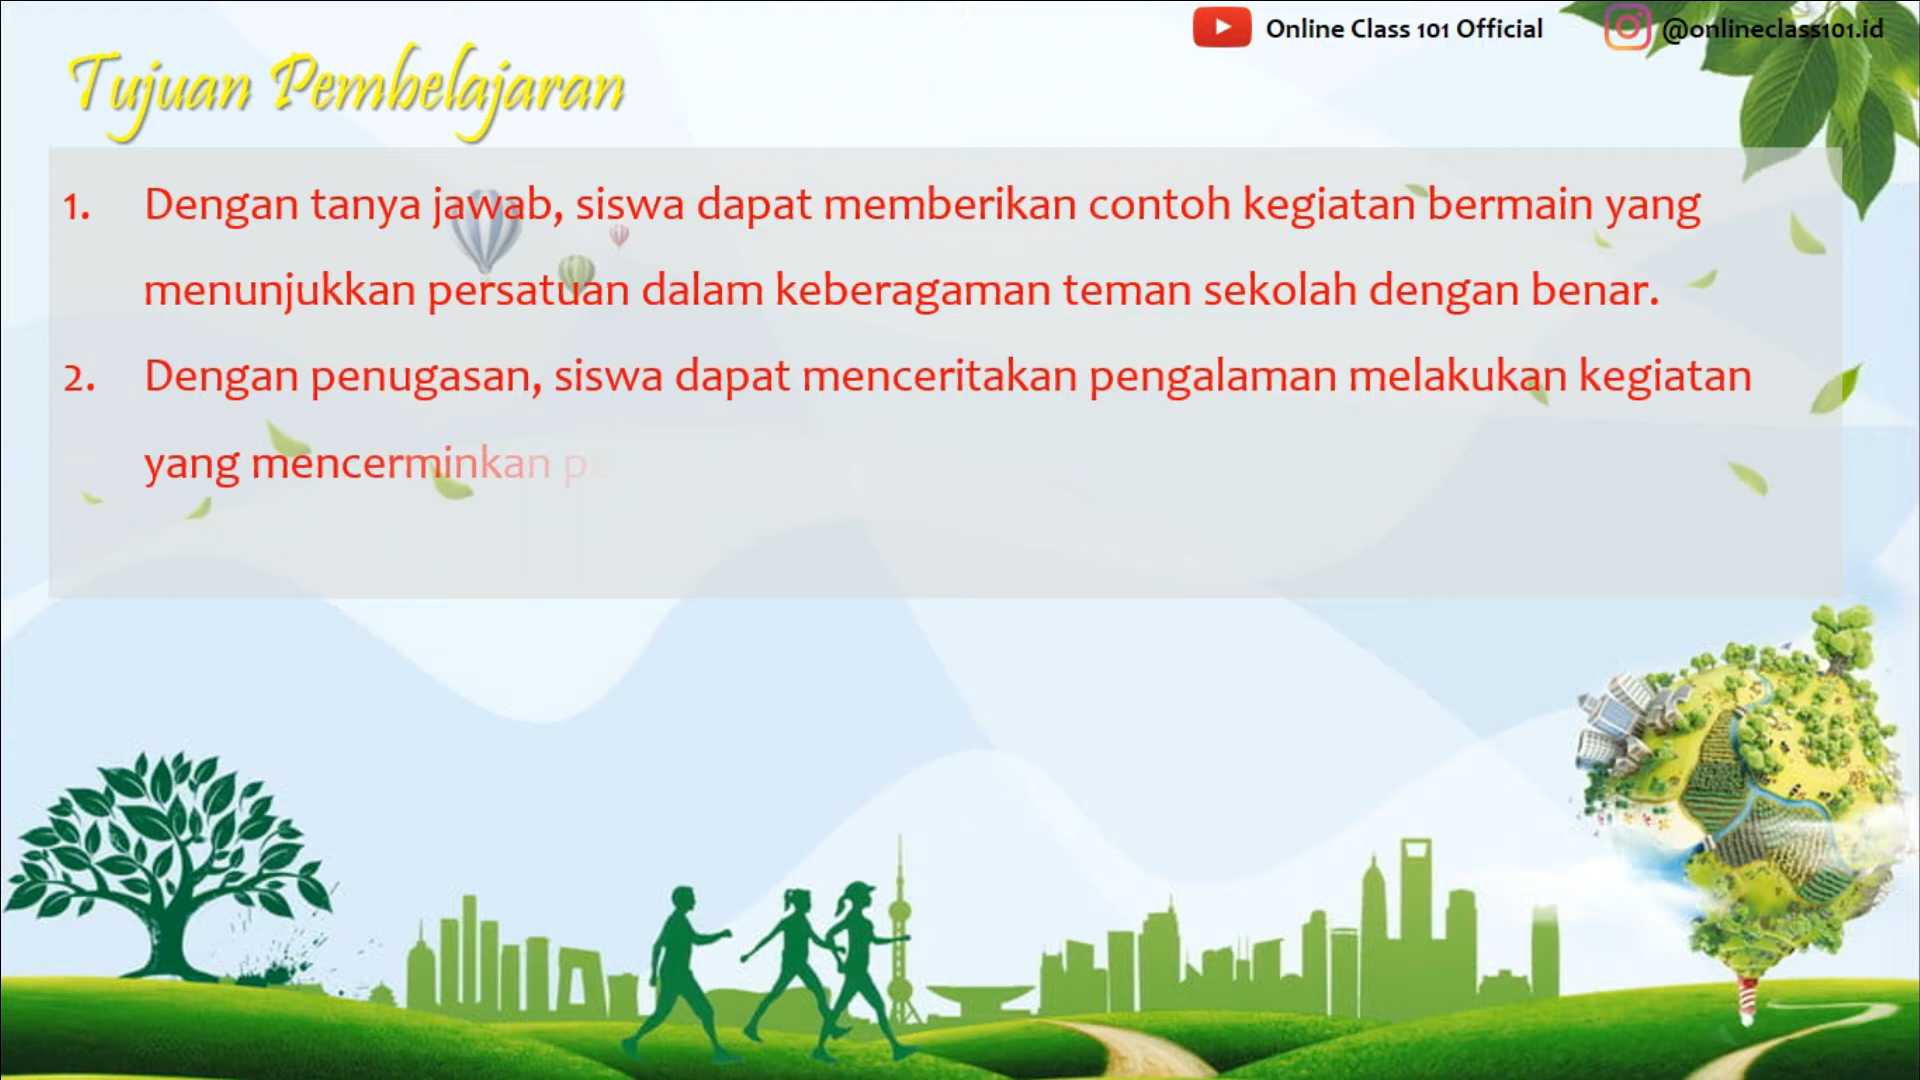 Online Class 101 Official @onlineclass101.id
Tujuan Pembelajaran
1. Dengan tanya jawab, siswa dapat memberikan contoh kegiatan bermain yang
menunjukkan persatuan dalam keberagaman teman sekolah dengan benar.
2. Dengan penugasan, siswa dapat menceritakan pengalaman melakukan kegiatan
yang mencerminkan